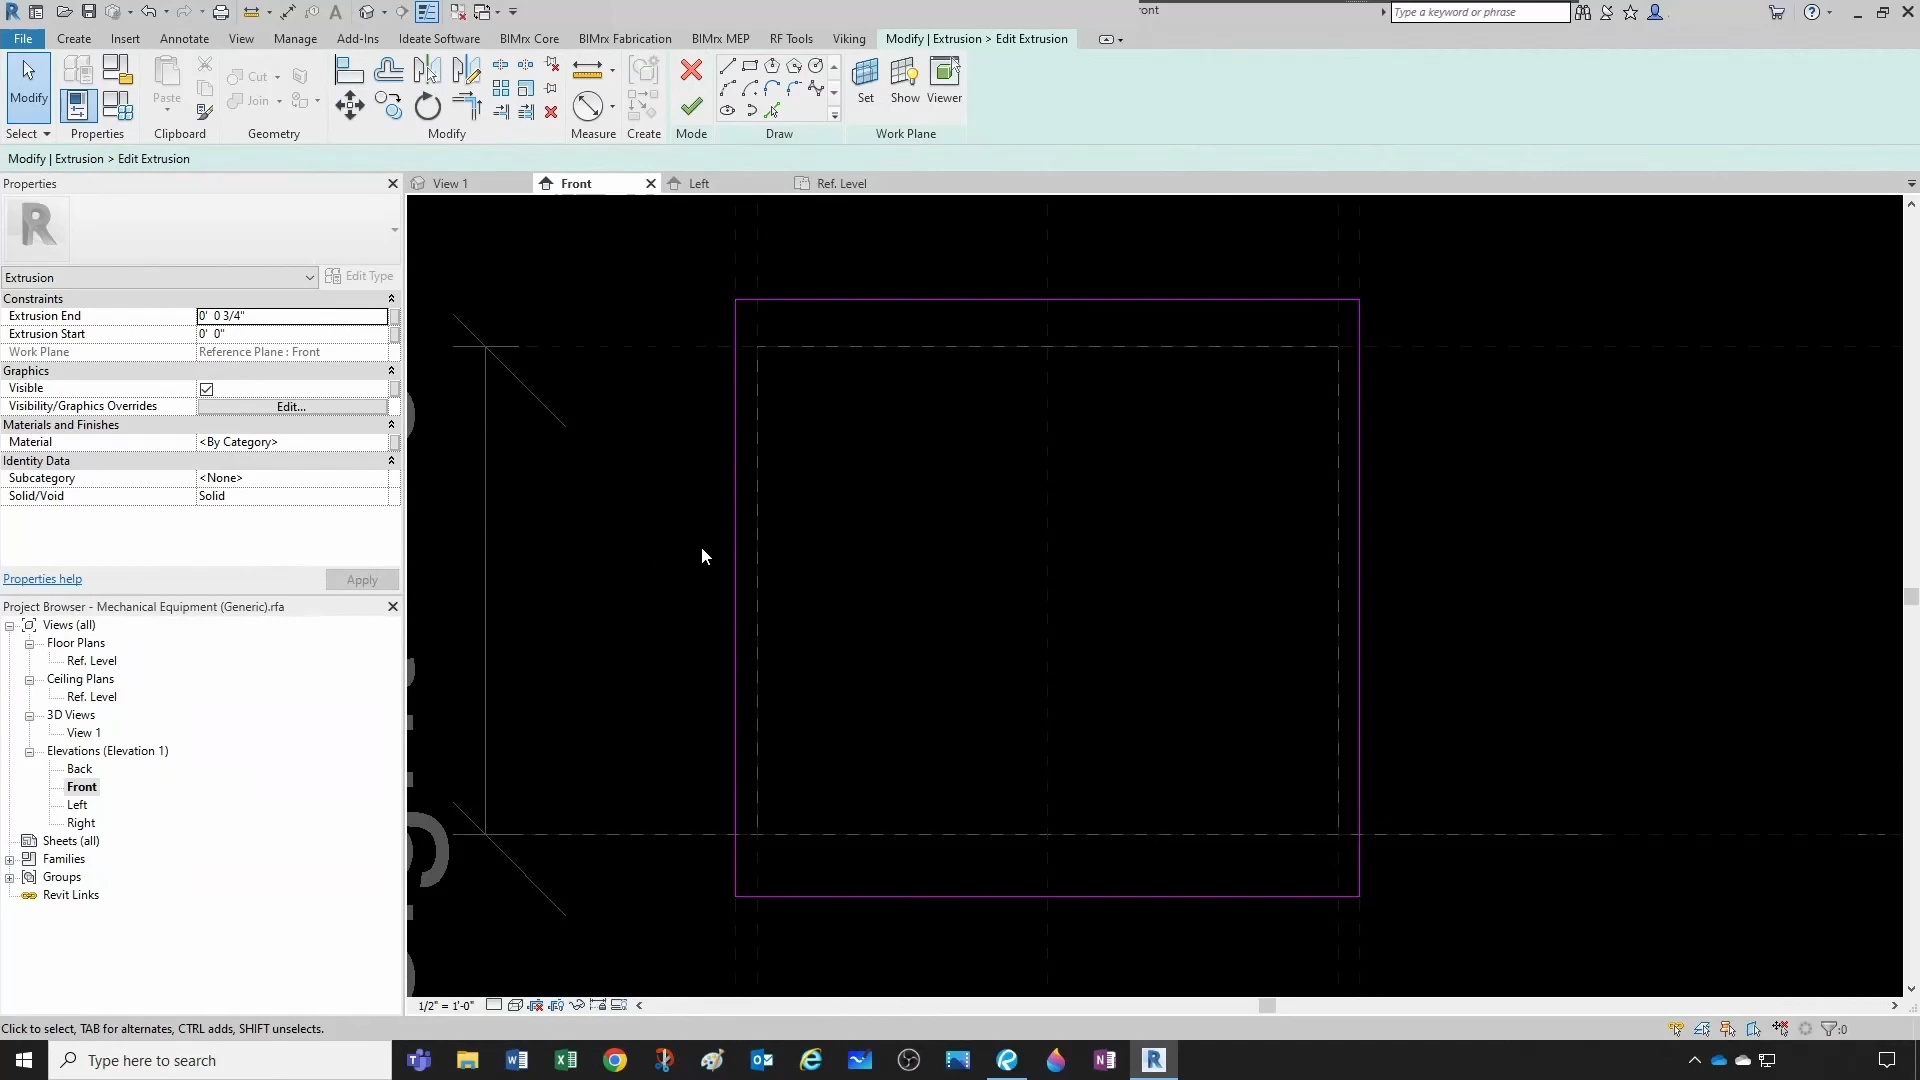 ront
Type a keyword or phrase
File Create Insert Annotate View Manage Add-Ins Ideate Software BIMrx Core BIMrx Fabrication BIMrx MEP RF Tools Viking Modify | Extrusion > Edit Extrusion
Modify Paste Cut Join Set Show Viewer
Select Properties Clipboard Geometry Modify Measure Create Mode Draw Work Plane
Modify | Extrusion > Edit Extrusion
Properties
View 1 Front Left Ref. Level
Extrusion Edit Type
Constraints
Extrusion End 0' 0 3/4"
Extrusion Start 0' 0"
Work Plane Reference Plane : Front
Graphics
Visible
Visibility/Graphics Overrides Edit...
Materials and Finishes
Material <By Category>
Identity Data
Subcategory <None>
Solid/Void Solid
Properties help Apply
Project Browser - Mechanical Equipment (Generic).rfa
Views (all)
Floor Plans
Ref. Level
Ceiling Plans
Ref. Level
3D Views
View 1
Elevations (Elevation 1)
Back
Front
Left
Right
Sheets (all)
Families
Groups
Revit Links
1/2" = 1'-0"
Click to select, TAB for alternates, CTRL adds, SHIFT unselects.
:0
Type here to search